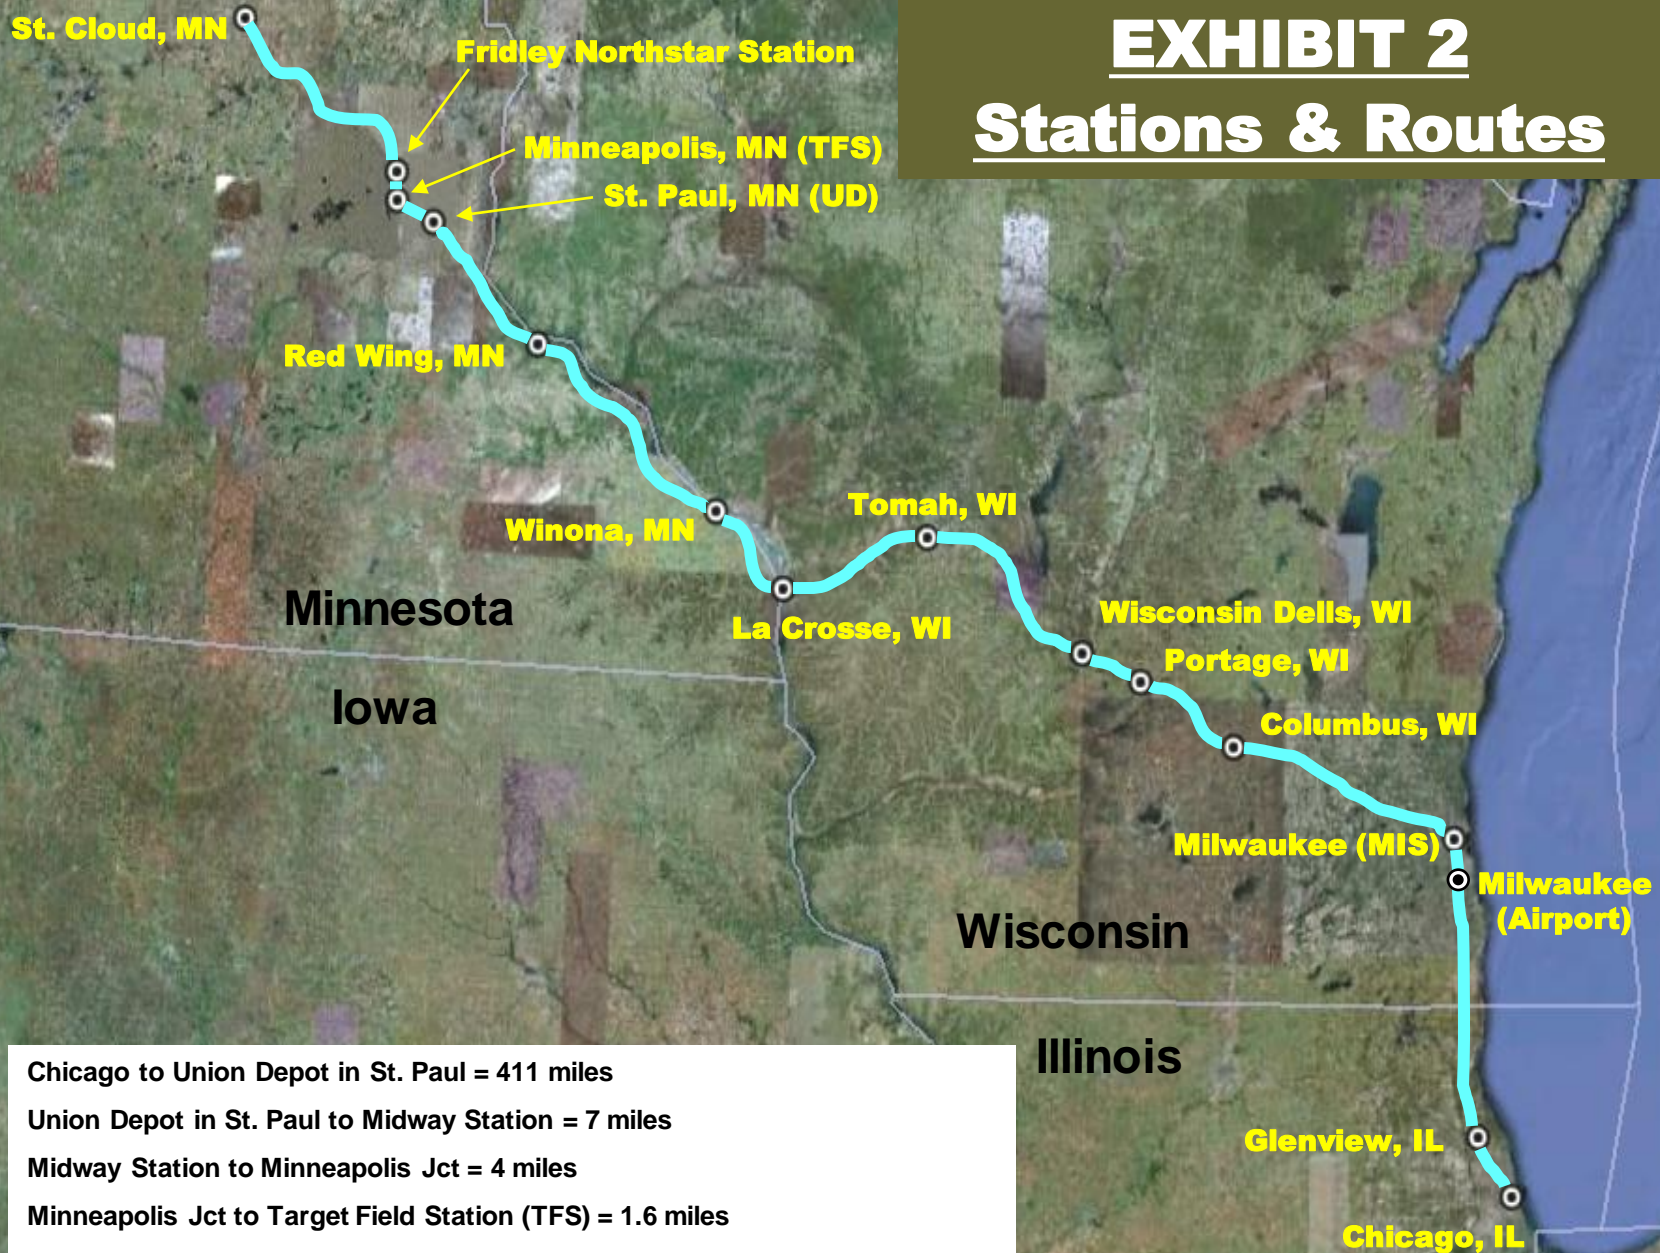 EXHIBIT 2
Stations & Routes
St. Cloud, MN
Fridley Northstar Station
Minneapolis, MN (TFS)
St. Paul, MN (UD)
Red Wing, MN
Winona, MN
Tomah, WI
La Crosse, WI
Wisconsin Dells, WI
Portage, WI
Columbus, WI
Milwaukee (MIS)
Milwaukee
(Airport)
Minnesota
Iowa
Wisconsin
Illinois
Glenview, IL
Chicago, IL
Chicago to Union Depot in St. Paul = 411 miles
Union Depot in St. Paul to Midway Station = 7 miles
Midway Station to Minneapolis Jct = 4 miles
Minneapolis Jct to Target Field Station (TFS) = 1.6 miles